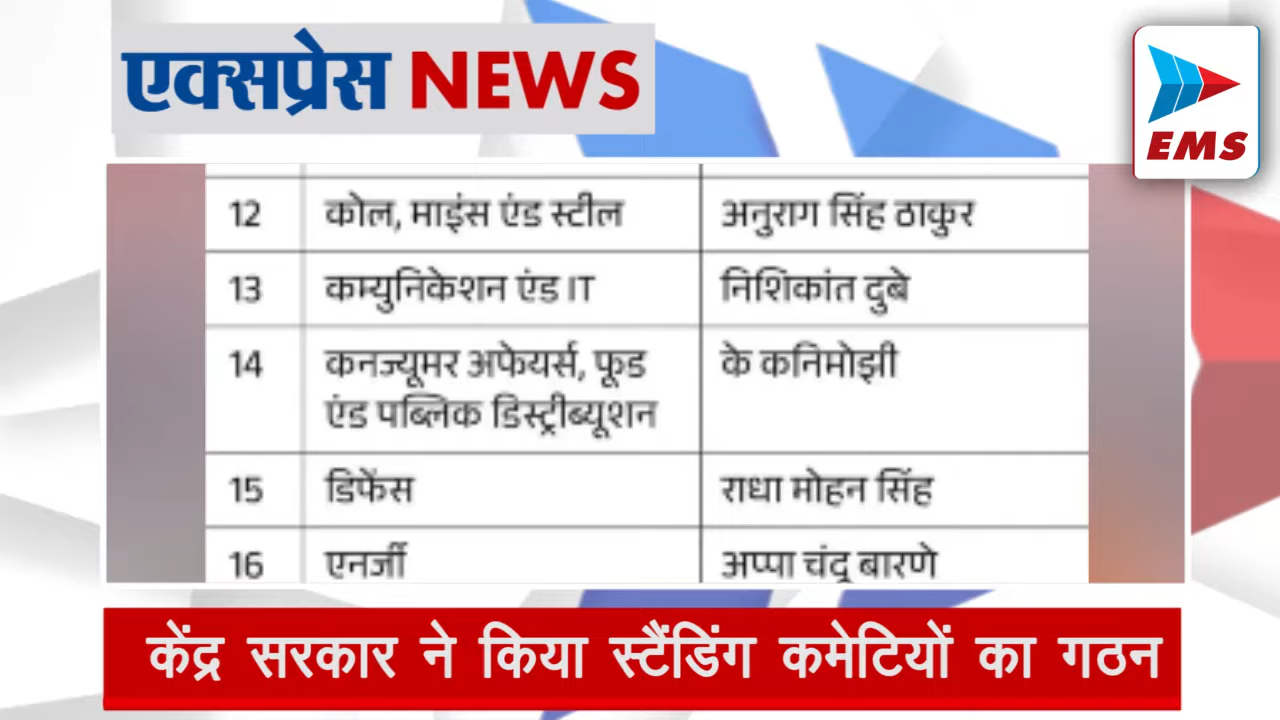 एक्सप्रेस NEWS
EMS
12 कोल, माइंस एंड स्टील अनुराग सिंह ठाकुर
13 कम्युनिकेशन एंड IT निशिकांत दुबे
14 कनज्यूमर अफेयर्स, फूड के कनिमोझी
एंड पब्लिक डिस्ट्रीब्यूशन
15 डिफेंस राधा मोहन सिंह
16 एनर्जी अप्पा चंदू बारणे
केंद्र सरकार ने किया स्टैंडिंग कमेटियों का गठन